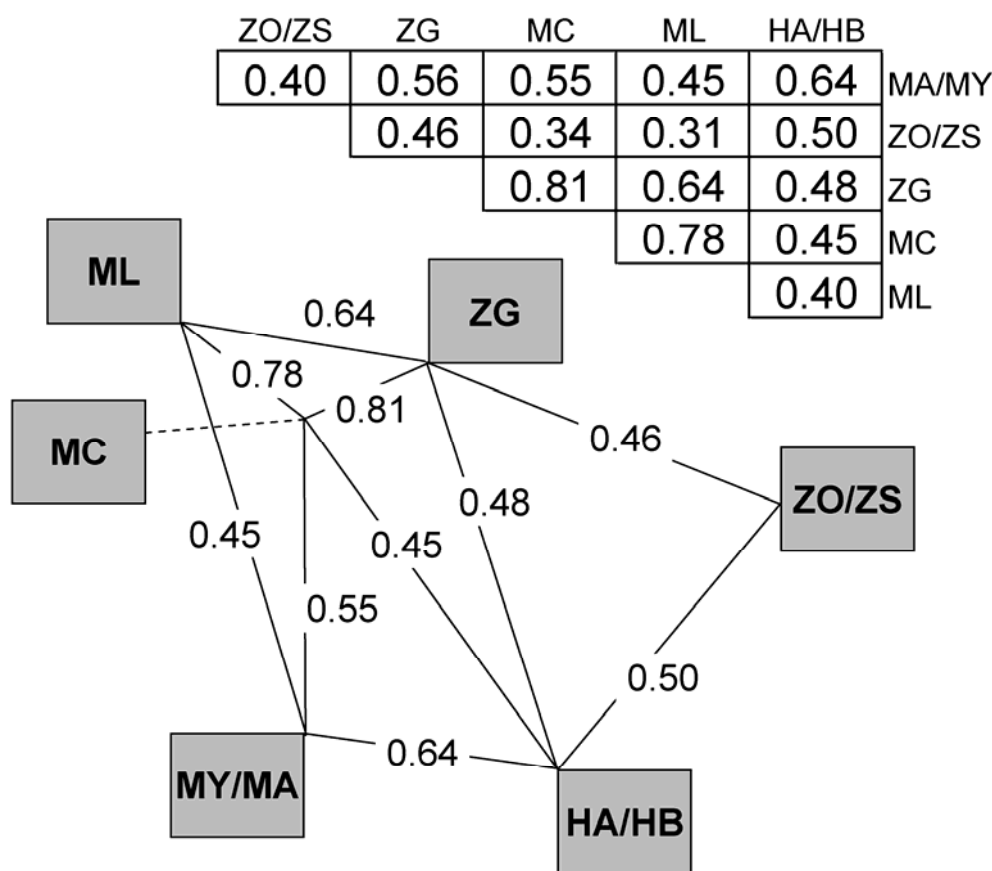 ZO/ZS ZG MC ML HA/HB
0.40 0.56 0.55 0.45 0.64 MA/MY
0.46 0.34 0.31 0.50 ZO/ZS
0.81 0.64 0.48 ZG
0.78 0.45 MC
0.40 ML
ML
ZG
0.64
0.78
0.81
MC
0.46
ZO/ZS
0.48
0.45
0.45
0.55
0.50
MY/MA
0.64
HA/HB